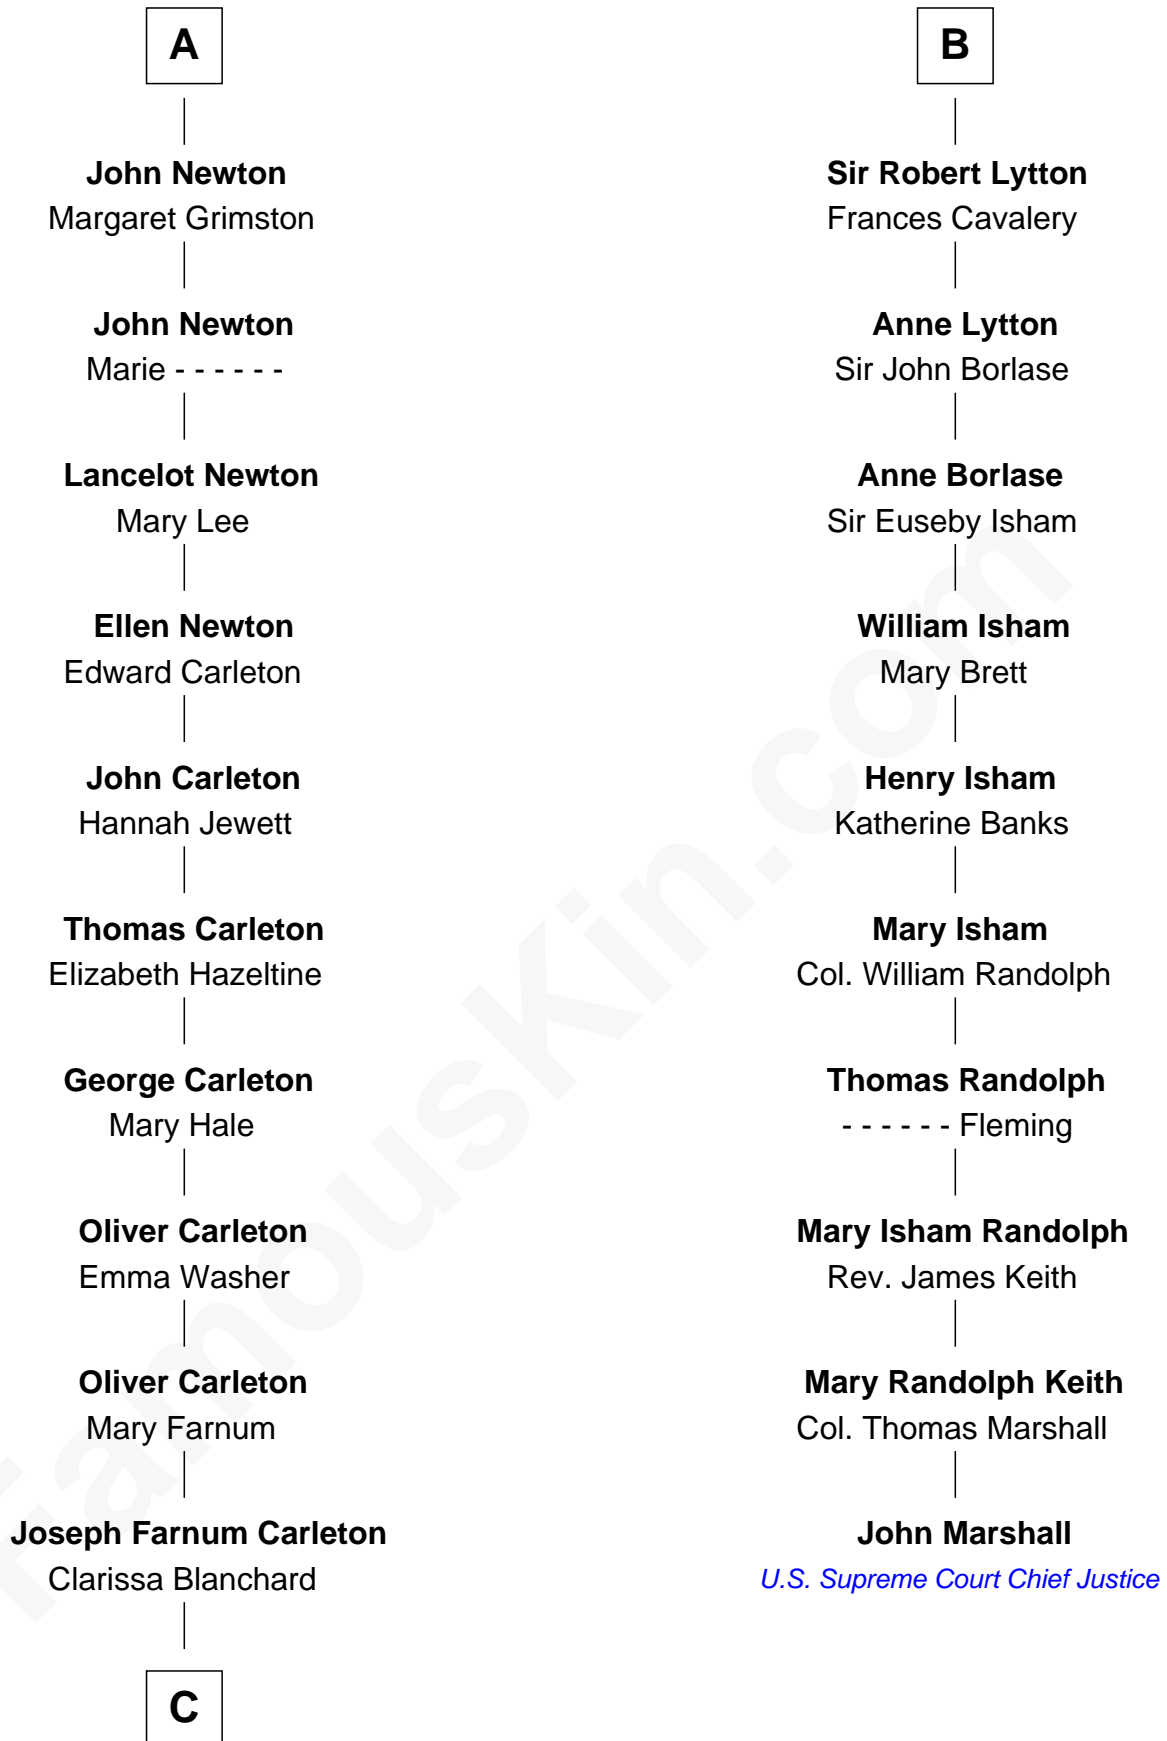 A
John Newton
Margaret Grimston
John Newton
Marie - - - - - -
Lancelot Newton
Mary Lee
Ellen Newton
Edward Carleton
John Carleton
Hannah Jewett
Thomas Carleton
Elizabeth Hazeltine
George Carleton
Mary Hale
Oliver Carleton
Emma Washer
Oliver Carleton
Mary Farnum
Joseph Farnum Carleton
Clarissa Blanchard
C
B
Sir Robert Lytton
Frances Cavalery
Anne Lytton
Sir John Borlase
Anne Borlase
Sir Euseby Isham
William Isham
Mary Brett
Henry Isham
Katherine Banks
Mary Isham
Col. William Randolph
Thomas Randolph
- - - - - - Fleming
Mary Isham Randolph
Rev. James Keith
Mary Randolph Keith
Col. Thomas Marshall
John Marshall
U.S. Supreme Court Chief Justice
FamousKin.com